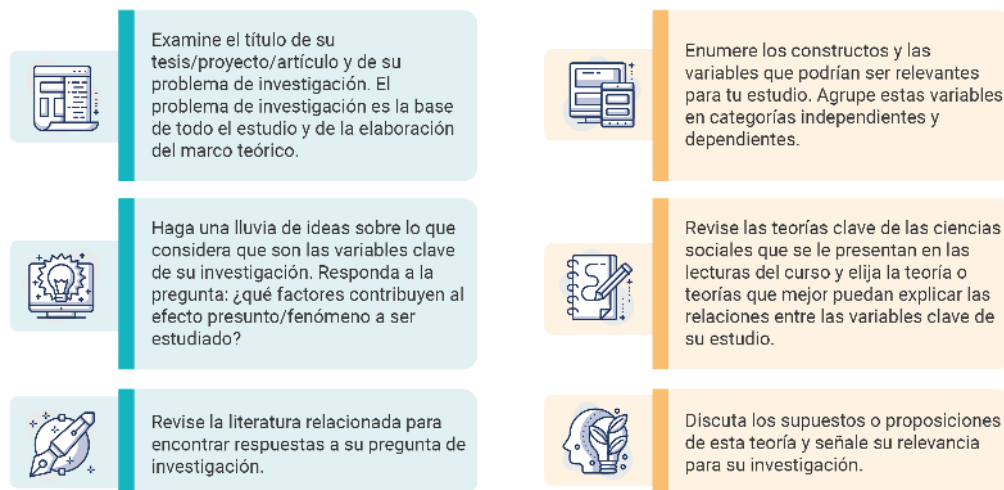 Examine el título de su
tesis/proyecto/artículo y de su
problema de investigación. El
problema de investigación es la base
de todo el estudio y de la elaboración
del marco teórico.
Haga una lluvia de ideas sobre lo que
considera que son las variables clave
de su investigación. Responda a la
pregunta: ¿qué factores contribuyen al
efecto presunto/fenómeno a ser
estudiado?
Revise la literatura relacionada para
encontrar respuestas a su pregunta de
investigación.
Enumere los constructos y las
variables que podrían ser relevantes
para tu estudio. Agrupe estas variables
en categorías independientes y
dependientes.
Revise las teorías clave de las ciencias
sociales que se le presentan en las
lecturas del curso y elija la teoría o
teorías que mejor puedan explicar las
relaciones entre las variables clave de
su estudio.
Discuta los supuestos o proposiciones
de esta teoría y señale su relevancia
para su investigación.